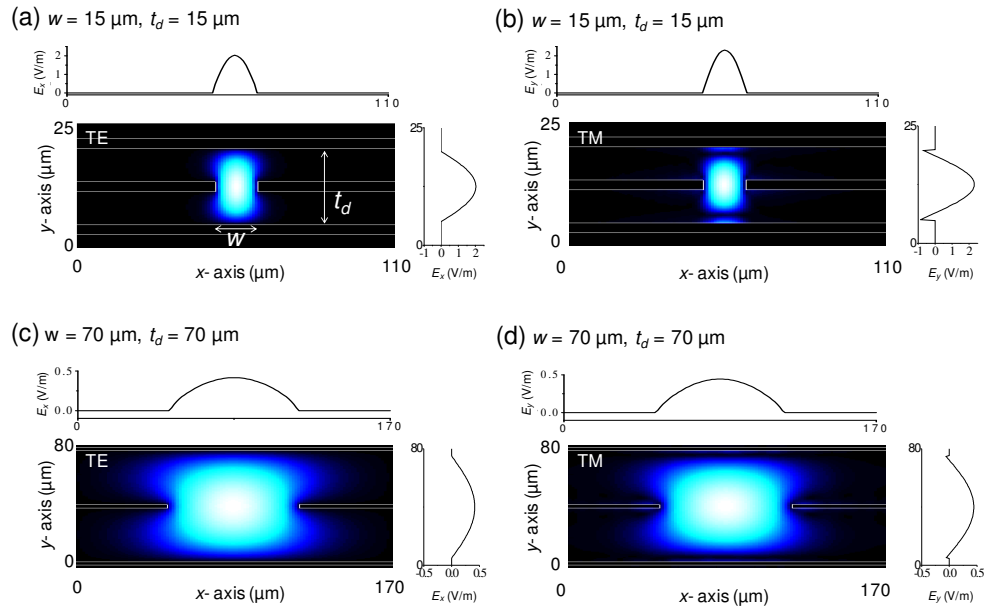 (a) w = 15 µm, t_d = 15 µm
E_x (V/m)
2
1
0
0
110
TE
t_d
w
25
y- axis (µm)
0
0
x- axis (µm)
110
25
0
-1 0 1 2
E_x (V/m)
(b) w = 15 µm, t_d = 15 µm
E_y (V/m)
2
1
0
0
110
TM
25
y- axis (µm)
0
0
x- axis (µm)
110
25
0
-1 0 1 2
E_y (V/m)
(c) w = 70 µm, t_d = 70 µm
E_x (V/m)
0.5
0.0
0
170
TE
80
y- axis (µm)
0
0
x- axis (µm)
170
80
0
-0.5 0.0 0.5
E_x (V/m)
(d) w = 70 µm, t_d = 70 µm
E_y (V/m)
0.5
0.0
0
170
TM
80
y- axis (µm)
0
0
x- axis (µm)
170
80
0
-0.5 0.0 0.5
E_y (V/m)